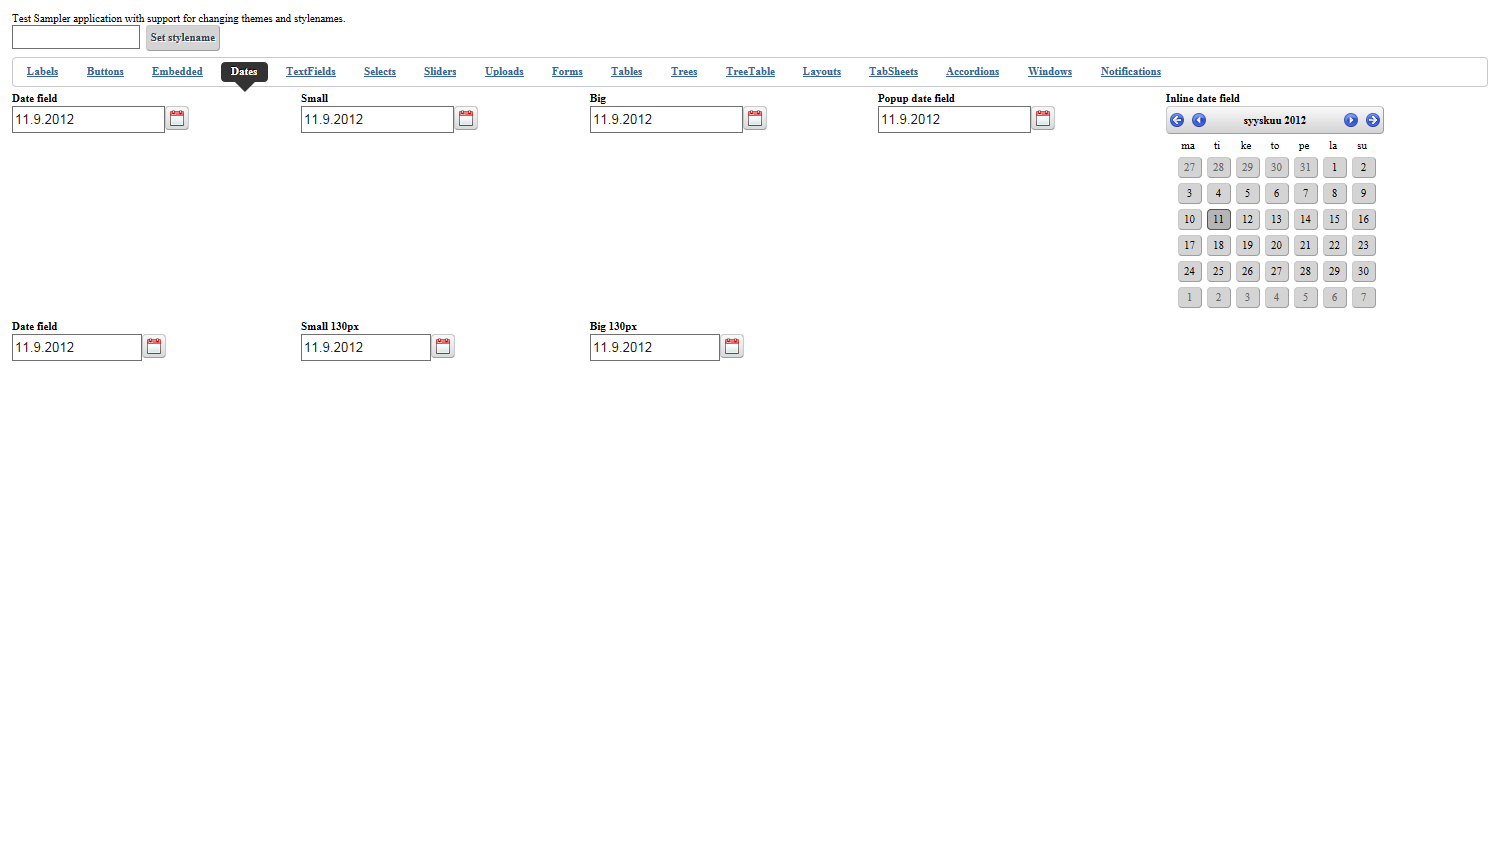 Test Sampler application with support for changing themes and stylenames.
Set stylename
Labels Buttons Embedded Dates TextFields Selects Sliders Uploads Forms Tables Trees TreeTable Layouts TabSheets Accordions Windows Notifications
Date field Small Big Popup date field Inline date field
11.9.2012 11.9.2012 11.9.2012 11.9.2012 syyskuu 2012
ma ti ke to pe la su
27 28 29 30 31 1 2
3 4 5 6 7 8 9
10 11 12 13 14 15 16
17 18 19 20 21 22 23
24 25 26 27 28 29 30
1 2 3 4 5 6 7
Date field Small 130px Big 130px
11.9.2012 11.9.2012 11.9.2012